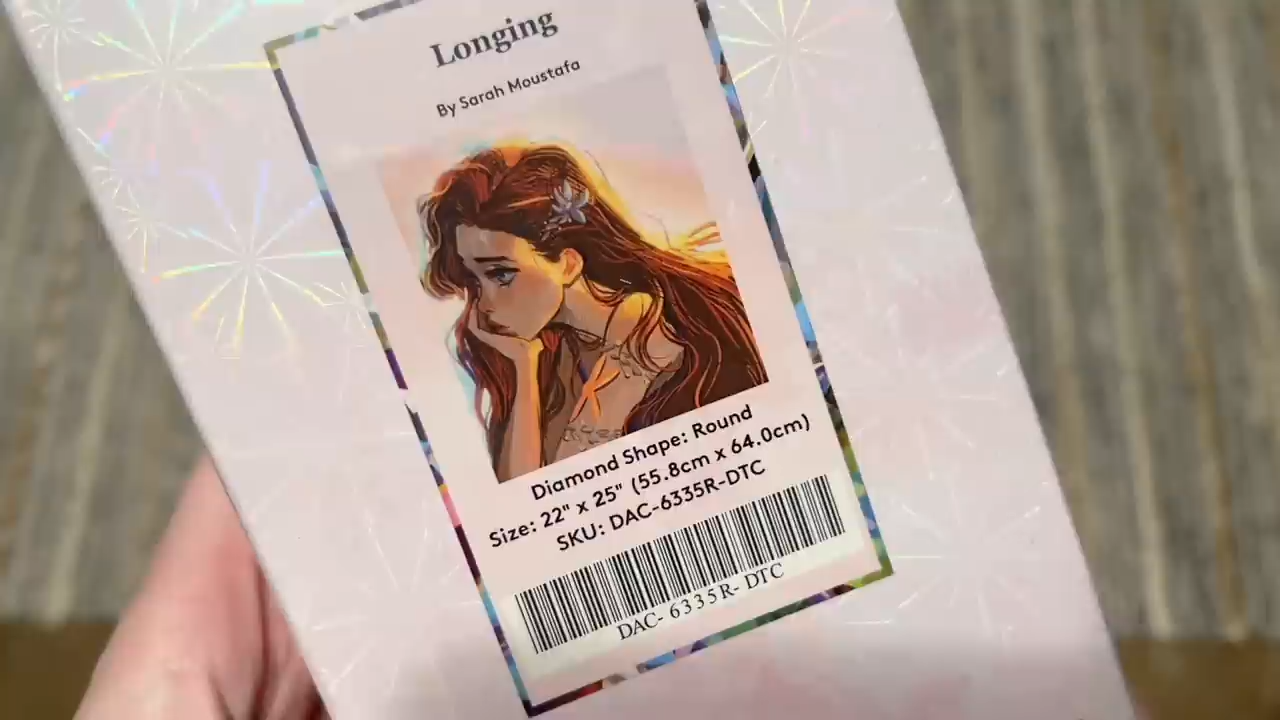 Longing
By Sarah Moustafa
Diamond Shape: Round
Size: 22" x 25" (55.8cm x 64.0cm)
SKU: DAC-6335R-DTC
DAC- 6335R- DTC